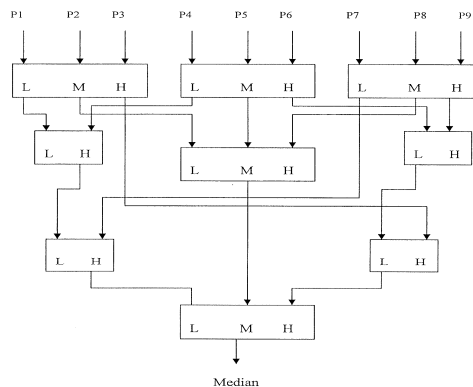 P1 P2 P3 P4 P5 P6 P7 P8 P9
L M H L M H L M H
L H L H
L M H
L H L H
L M H
Median